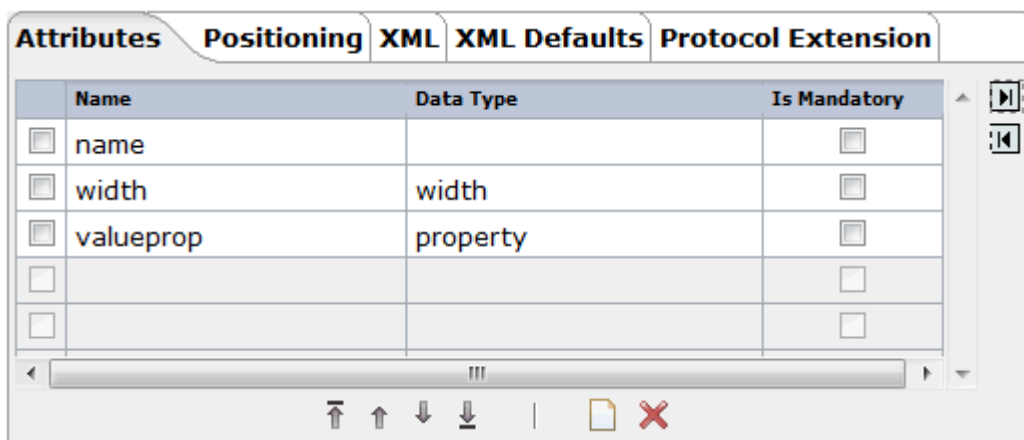 Attributes Positioning XML XML Defaults Protocol Extension
Name Data Type Is Mandatory
name
width width
valueprop property